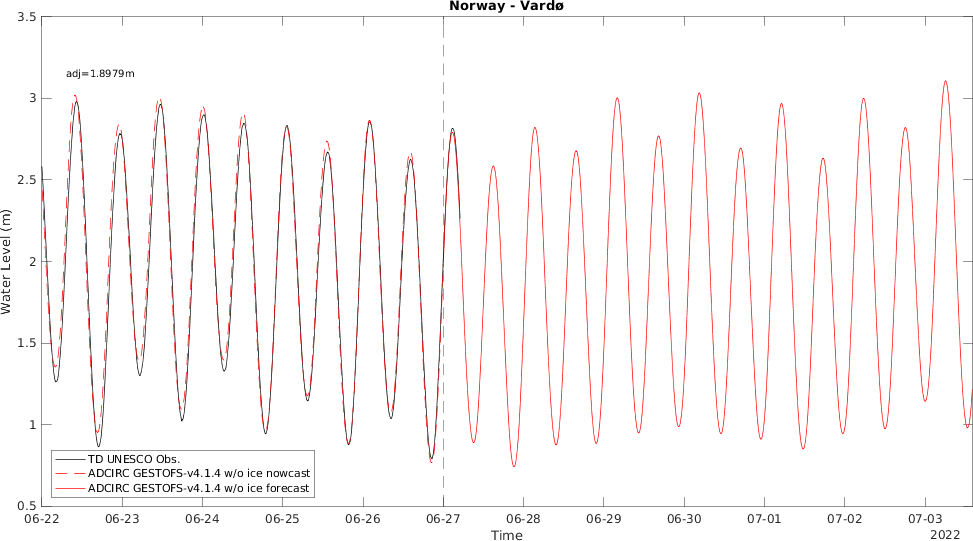 Norway - Vardø
adj=1.8979m
3.5
3
2.5
2
1.5
1
0.5
Water Level (m)
TD UNESCO Obs.
ADCIRC GESTOFS-v4.1.4 w/o ice nowcast
ADCIRC GESTOFS-v4.1.4 w/o ice forecast
06-22 06-23 06-24 06-25 06-26 06-27 06-28 06-29 06-30 07-01 07-02 07-03
2022
Time